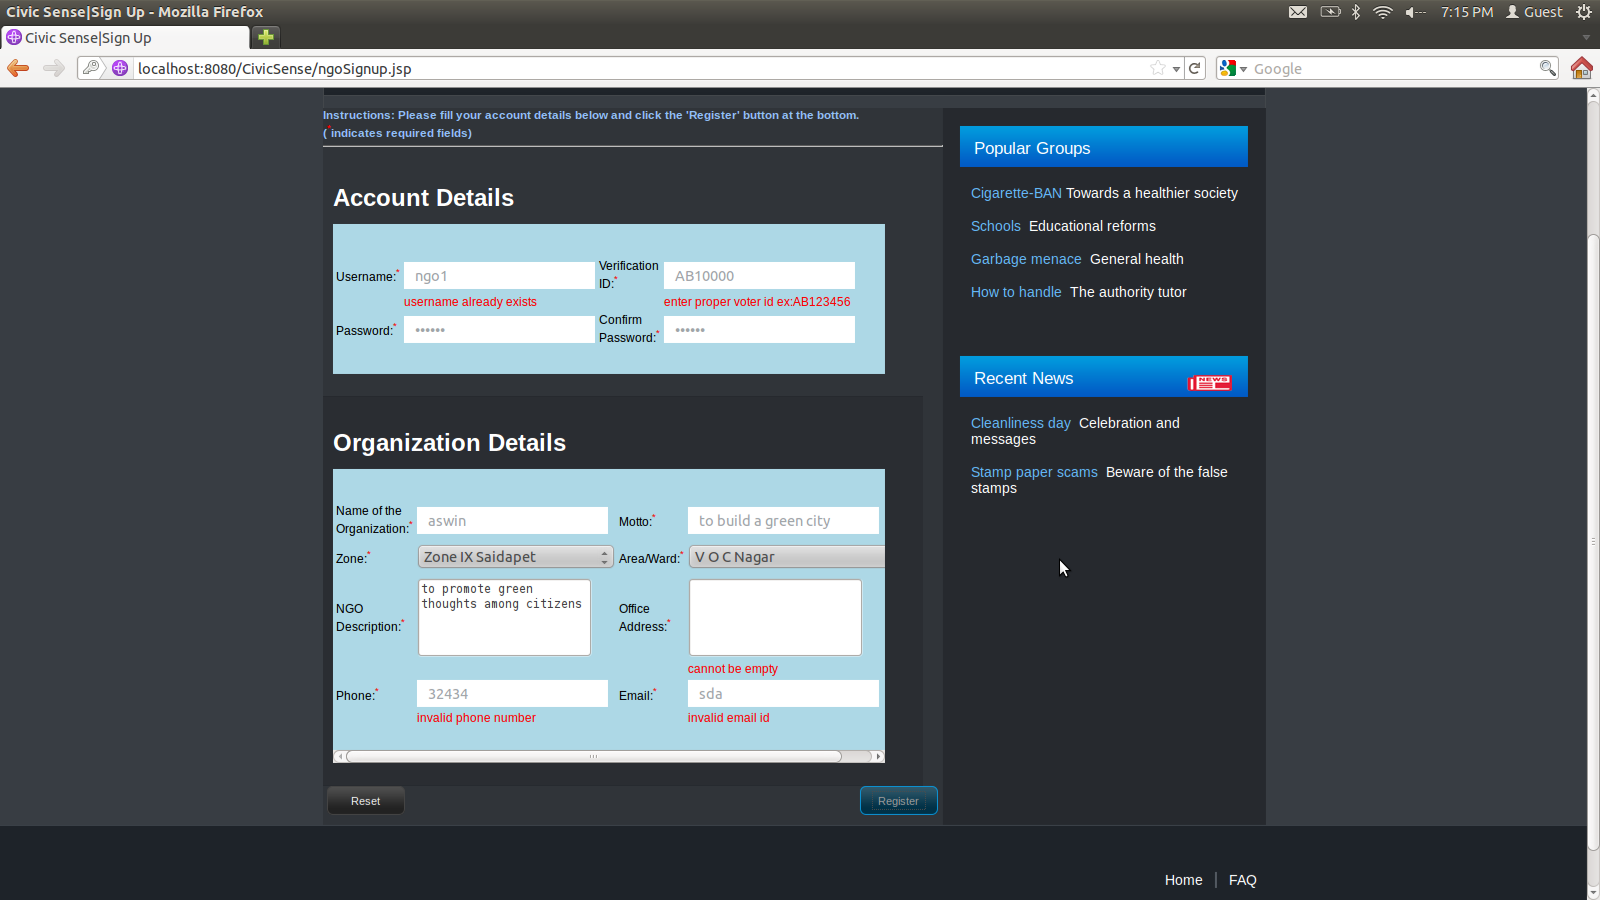 Civic Sense|Sign Up - Mozilla Firefox
7:15 PM Guest
Civic Sense|Sign Up
localhost:8080/CivicSense/ngoSignup.jsp
Google
Instructions: Please fill your account details below and click the 'Register' button at the bottom.
(*indicates required fields)
Account Details
Username:* ngo1 Verification ID:* AB10000
username already exists enter proper voter id ex:AB123456
Password:* •••••• Confirm Password:* ••••••
Organization Details
Name of the Organization:* aswin Motto:* to build a green city
Zone:* Zone IX Saidapet Area/Ward:* V O C Nagar
NGO Description:* to promote green thoughts among citizens Office Address:*
cannot be empty
Phone:* 32434 Email:* sda
invalid phone number invalid email id
Reset Register
Popular Groups
Cigarette-BAN Towards a healthier society
Schools Educational reforms
Garbage menace General health
How to handle The authority tutor
Recent News NEWS
Cleanliness day Celebration and
messages
Stamp paper scams Beware of the false
stamps
Home | FAQ